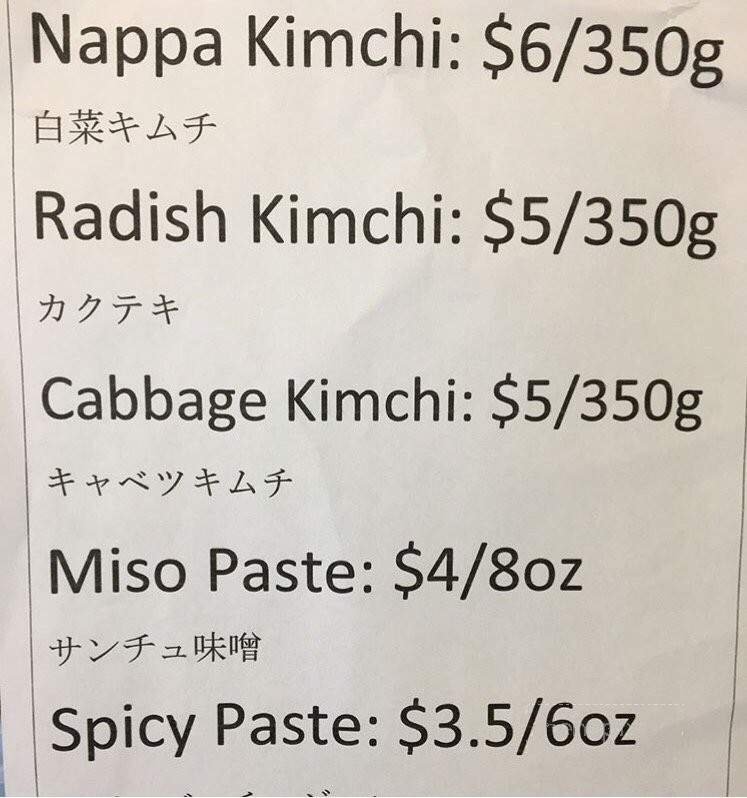 Nappa Kimchi: $6/350g
白菜キムチ
Radish Kimchi: $5/350g
カクテキ
Cabbage Kimchi: $5/350g
キャベツキムチ
Miso Paste: $4/8oz
サンチュ味噌
Spicy Paste: $3.5/6oz